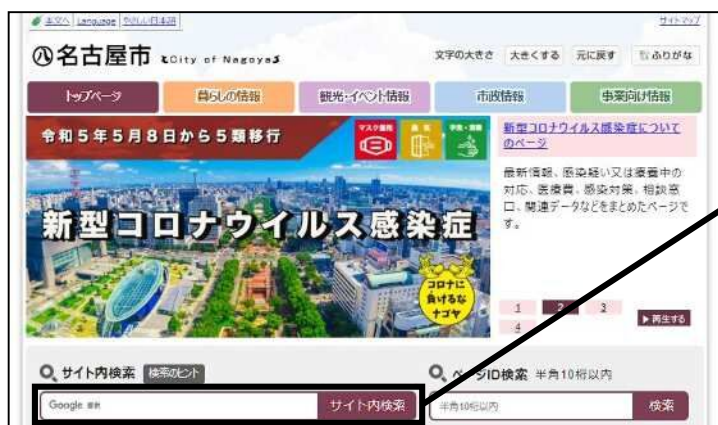 本文へ Language やさしい日本語
サイトマップ
名古屋市 City of Nagoya
文字の大きさ 大きくする 元に戻す ふりがな
トップページ 暮らしの情報 観光・イベント情報 市政情報 事業向け情報
令和5年5月8日から5類移行
新型コロナウイルス感染症
コロナに
負けるな
ナゴヤ
新型コロナウイルス感染症について
のページ
最新情報、感染疑い又は療養中の
対応、医療費、感染対策、相談窓
口、関連データなどをまとめたページで
す。
1 2 3
4
▶再生する
サイト内検索 検索のヒント
ページID検索 半角10桁以内
Google サイト内検索
半角10桁以内 検索